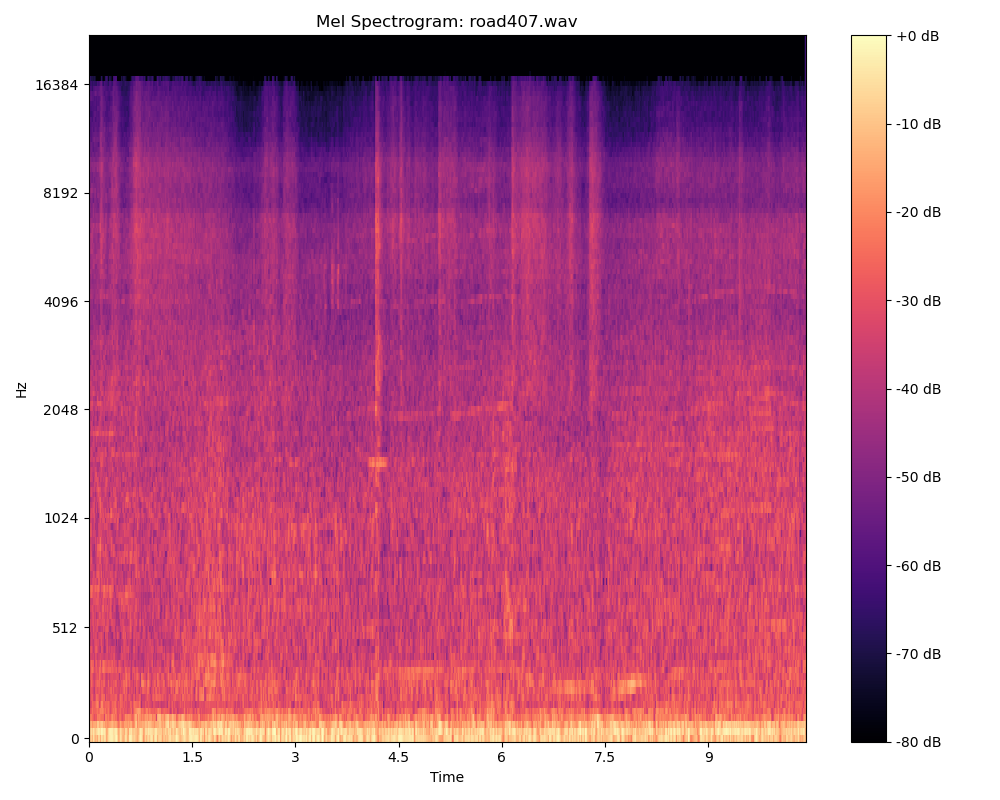 Mel Spectrogram: road407.wav
+0 dB
16384
-10 dB
8192
-20 dB
4096
-30 dB
Hz
2048
-40 dB
-50 dB
1024
-60 dB
512
-70 dB
0
-80 dB
0 1.5 3 4.5 6 7.5 9
Time